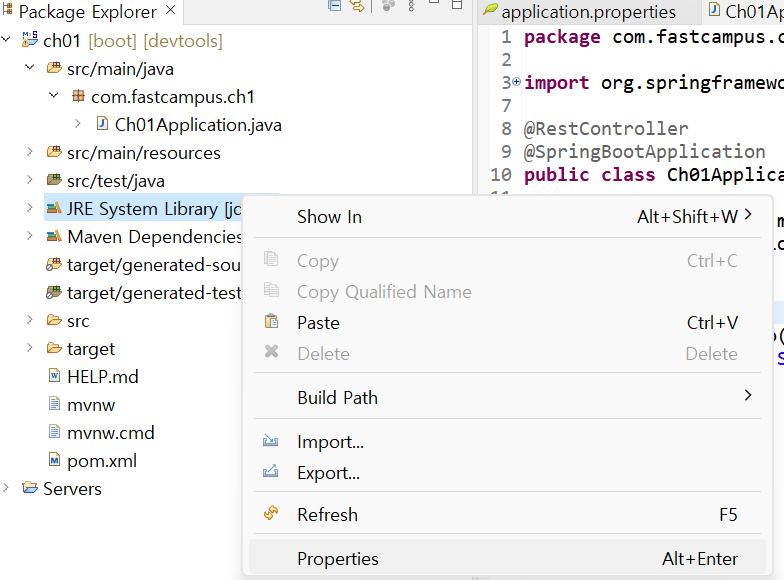 Package Explorer
ch01 [boot] [devtools]
src/main/java
com.fastcampus.ch1
Ch01Application.java
src/main/resources
src/test/java
JRE System Library
Maven Dependencies
target/generated-sou
target/generated-test
src
target
HELP.md
mvnw
mvnw.cmd
pom.xml
Servers
Show In Alt+Shift+W
Copy Ctrl+C
Copy Qualified Name
Paste Ctrl+V
Delete Delete
Build Path
Import...
Export...
Refresh F5
Properties Alt+Enter
application.properties Ch01Ap
1 package com.fastcampus.c
2
3 import org.springframewo
7
8 @RestController
9 @SpringBootApplication
10 public class Ch01Applica